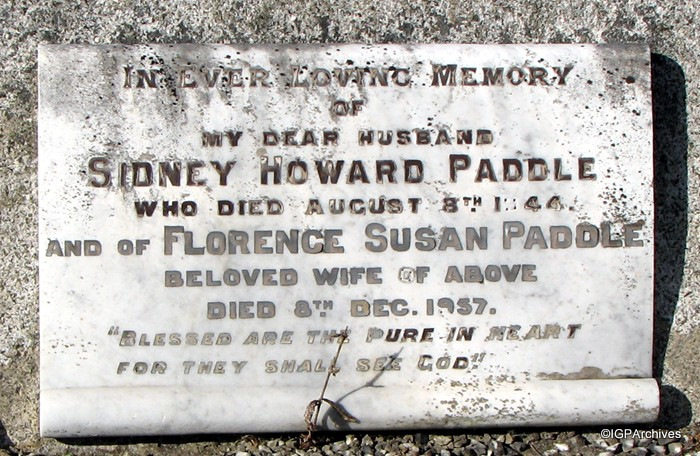 IN EVER LOVING MEMORY
OF
MY DEAR HUSBAND
SIDNEY HOWARD PADDLE
WHO DIED AUGUST 8TH 1944.
AND OF FLORENCE SUSAN PADDLE
BELOVED WIFE OF ABOVE
DIED 8TH DEC. 1957.
"BLESSED ARE THE PURE IN HEART
FOR THEY SHALL SEE GOD"
©IGPArchives